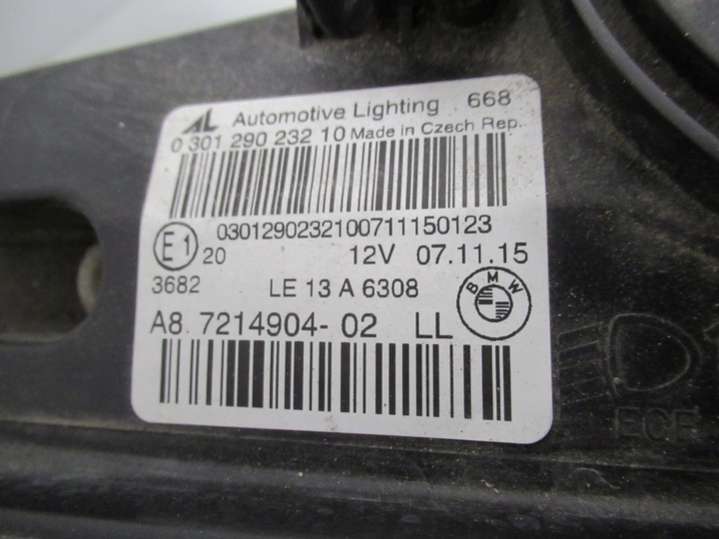 AL Automotive Lighting 668
0 301 290 232 10 Made in Czech Rep.
0301290232100711150123
E1 20 12V 07.11.15
3682 LE 13 A 6308
BMW
A8 7214904-02 LL
ECE